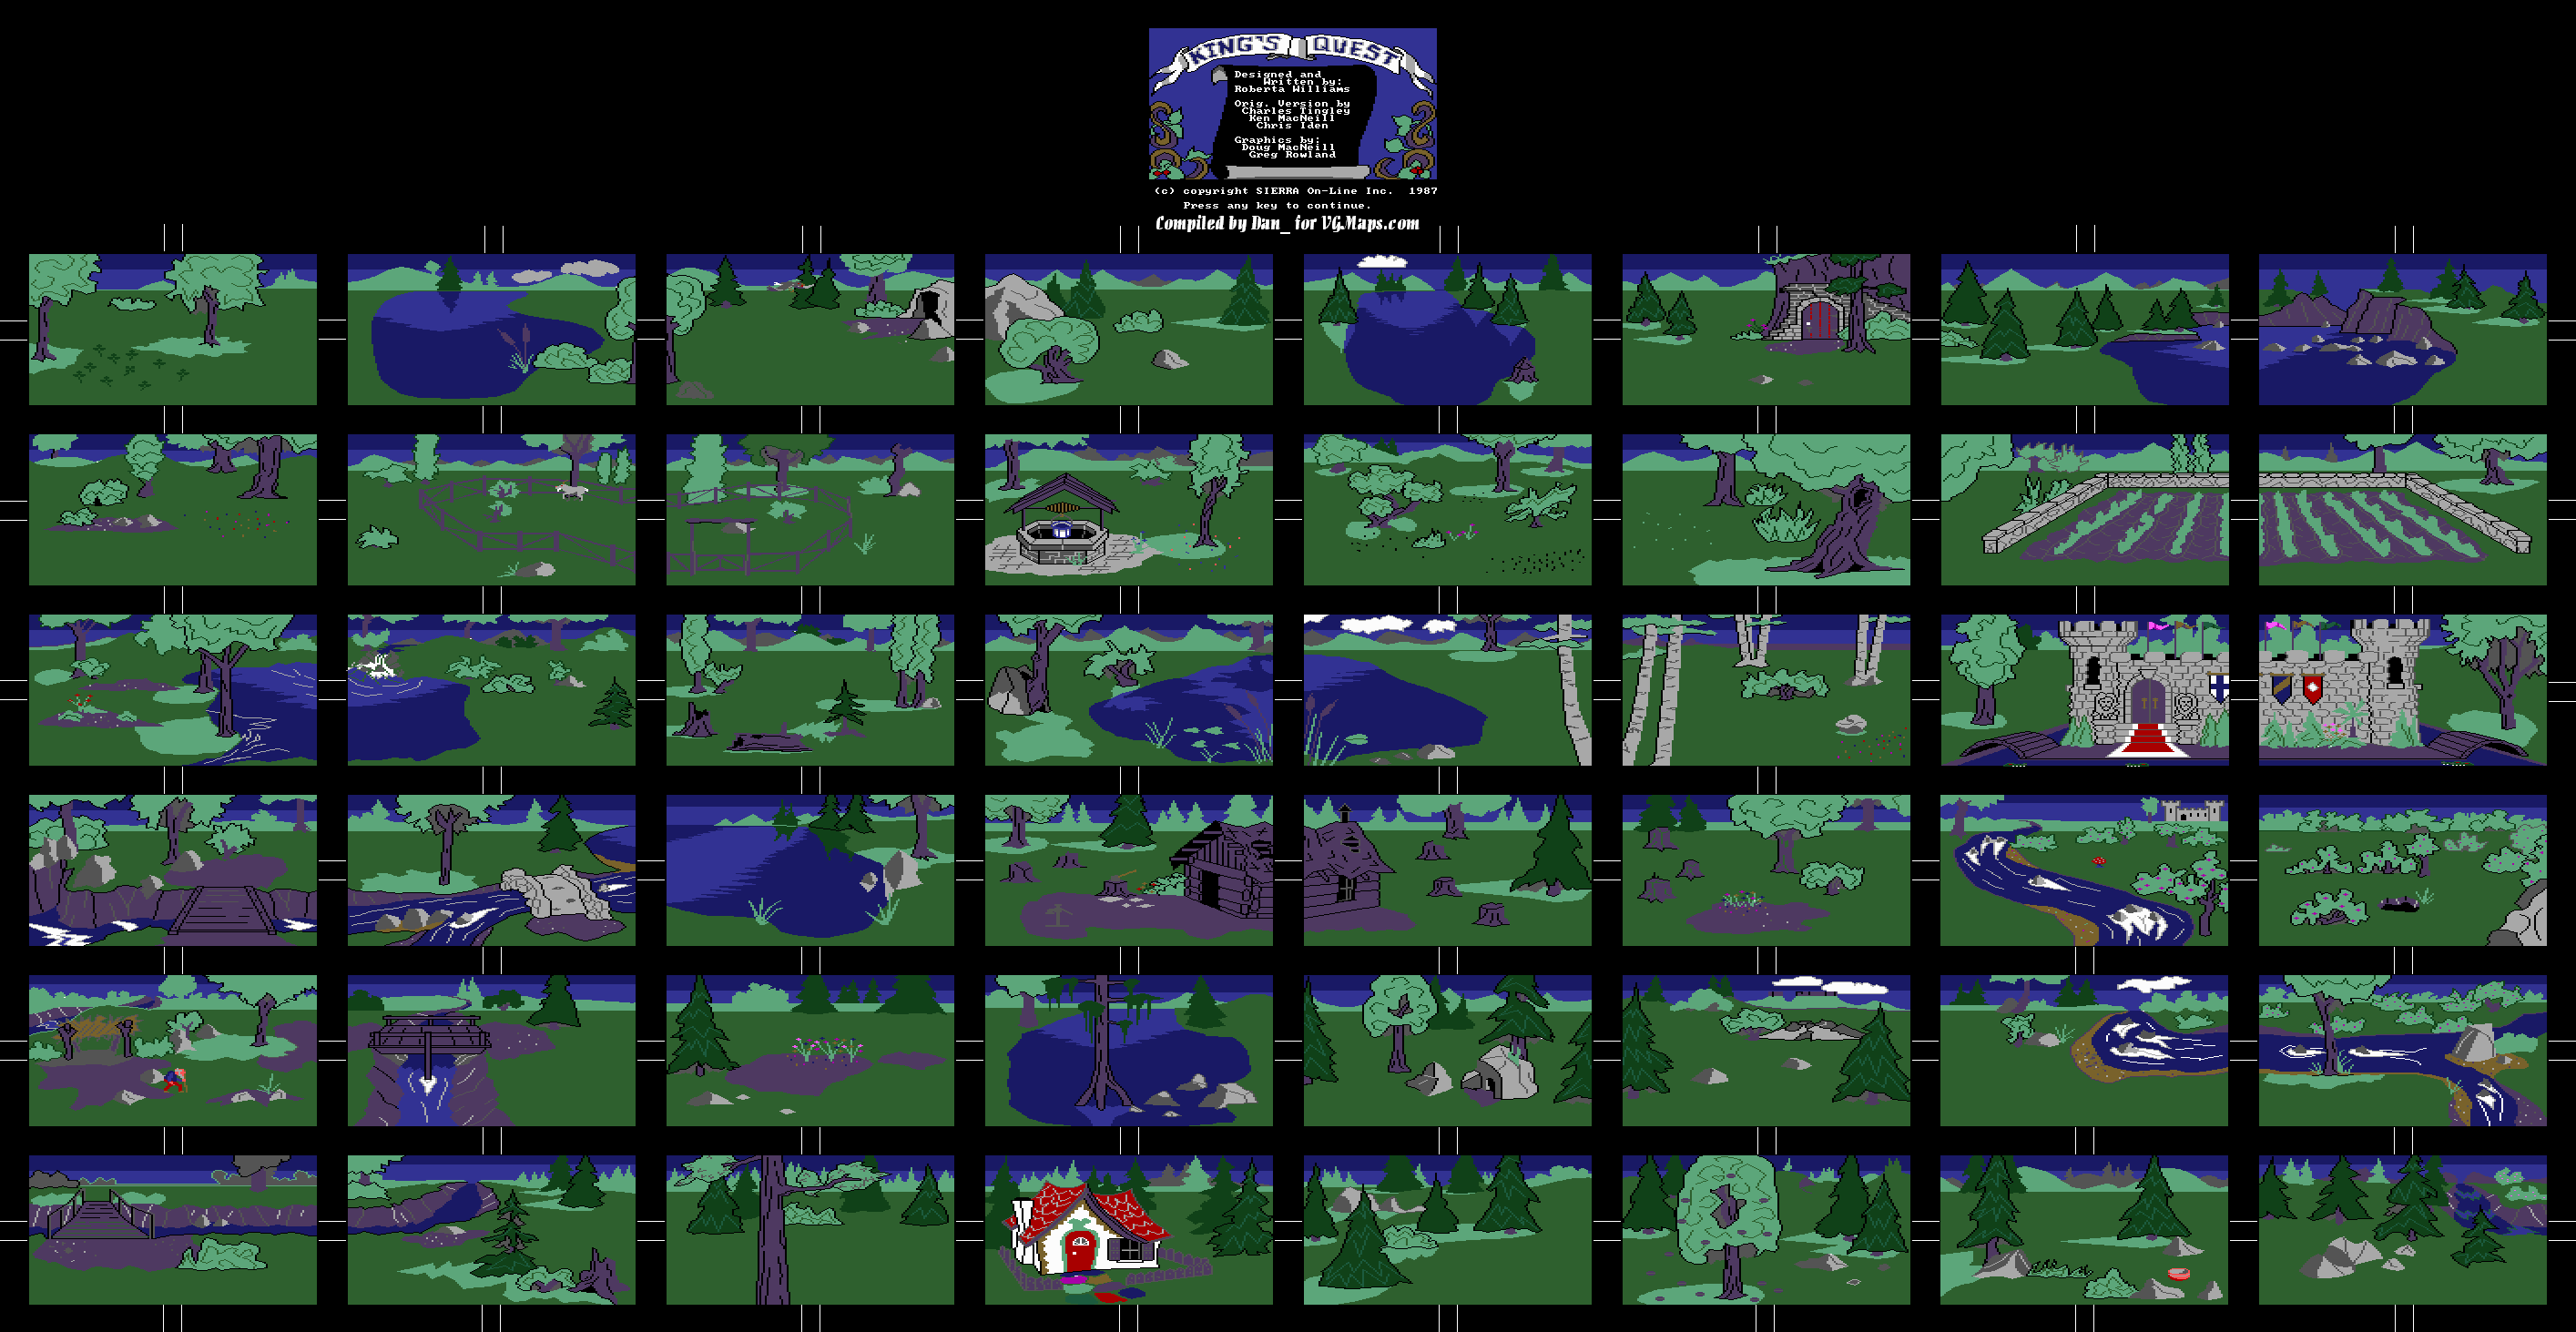 KING'S QUEST
Designed and
Written by:
Roberta Williams
Orig. Version by
Charles Tingley
Ken MacNeill
Chris Iden
Graphics by:
Doug MacNeill
Greg Rowland
(c) copyright SIERRA On-Line Inc. 1987
Press any key to continue.
Compiled by Dan_ for VGMaps.com